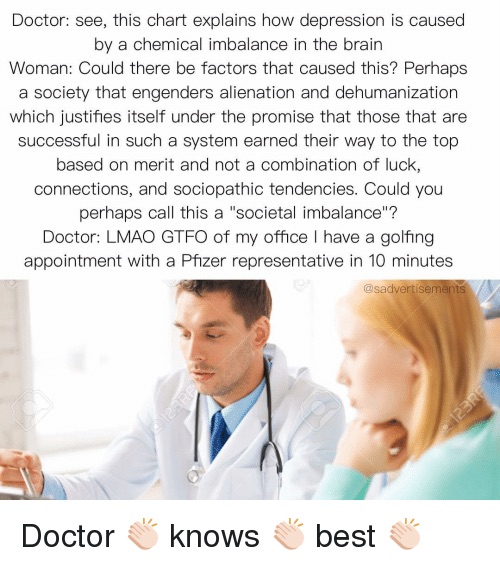 Doctor: see, this chart explains how depression is caused
by a chemical imbalance in the brain
Woman: Could there be factors that caused this? Perhaps
a society that engenders alienation and dehumanization
which justifies itself under the promise that those that are
successful in such a system earned their way to the top
based on merit and not a combination of luck,
connections, and sociopathic tendencies. Could you
perhaps call this a "societal imbalance"?
Doctor: LMAO GTFO of my office I have a golfing
appointment with a Pfizer representative in 10 minutes
@sadvertisements
Doctor 👏🏻 knows 👏🏻 best 👏🏻